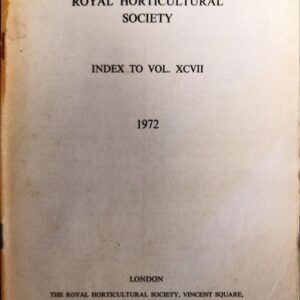 ROYAL HORTICULTURAL
SOCIETY
INDEX TO VOL. XCVII
1972
LONDON
THE ROYAL HORTICULTURAL SOCIETY, VINCENT SQUARE,